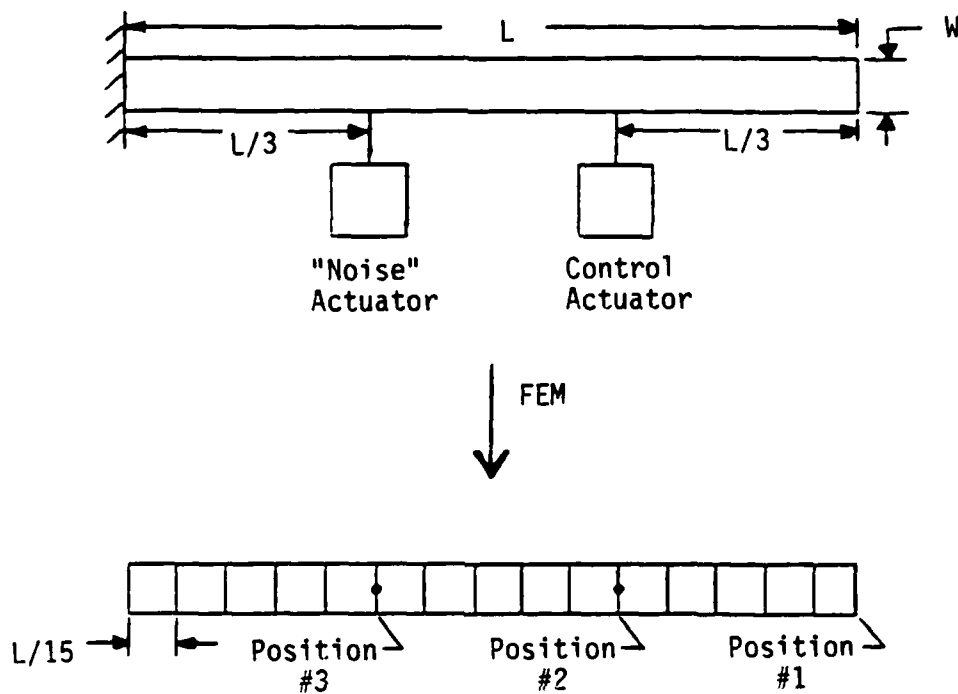 L
W
L/3
L/3
"Noise"
Actuator
Control
Actuator
FEM
L/15
Position
#3
Position
#2
Position
#1